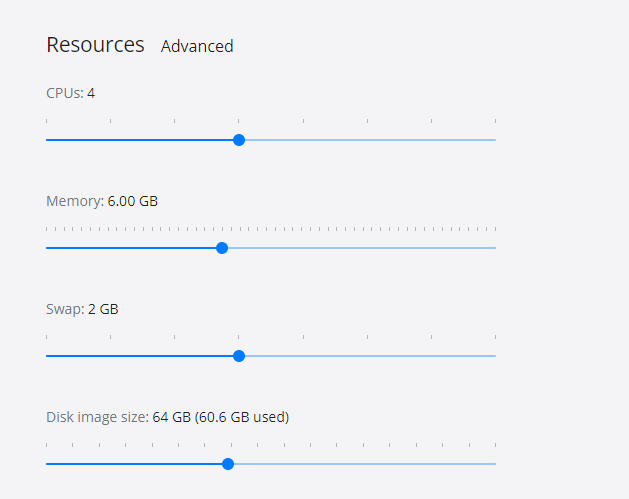 Resources Advanced
CPUs: 4
Memory: 6.00 GB
Swap: 2 GB
Disk image size: 64 GB (60.6 GB used)